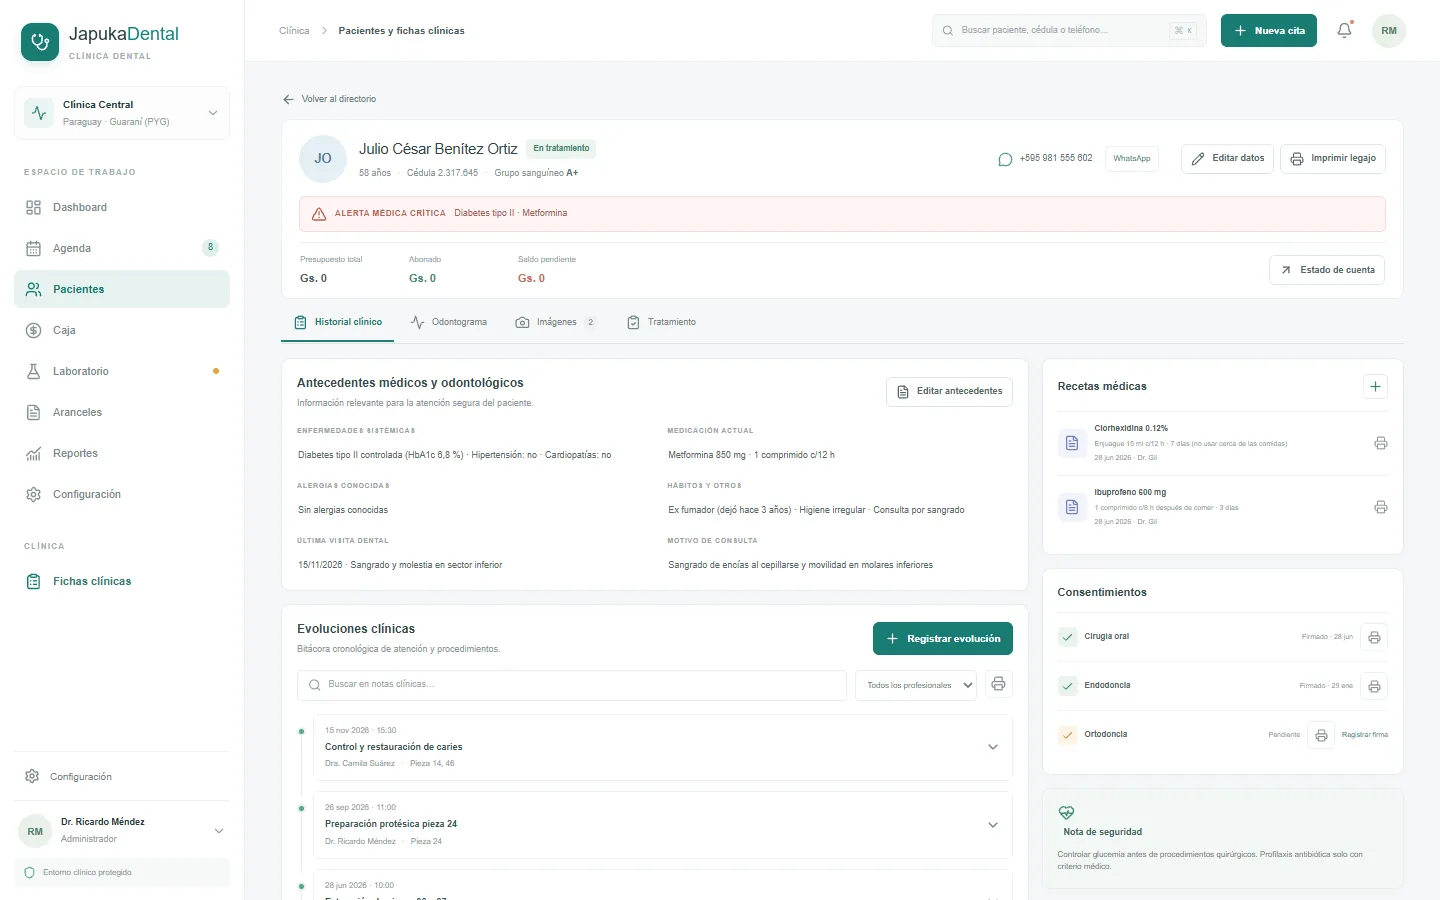 JapukaDental
CLÍNICA DENTAL
Clínica Central
Paraguay · Guaraní (PYG)
ESPACIO DE TRABAJO
Dashboard
Agenda
8
Pacientes
Caja
Laboratorio
Aranceles
Reportes
Configuración
CLÍNICA
Fichas clínicas
Configuración
RM
Dr. Ricardo Méndez
Administrador
Entorno clínico protegido
Clínica
Pacientes y fichas clínicas
Buscar paciente, cédula o teléfono...
⌘ K
Nueva cita
RM
Volver al directorio
JO
Julio César Benítez Ortiz
En tratamiento
58 años · Cédula 2.317.645 · Grupo sanguíneo A+
+595 981 555 602
WhatsApp
Editar datos
Imprimir legajo
ALERTA MÉDICA CRÍTICA Diabetes tipo II · Metformina
Presupuesto total
Gs. 0
Abonado
Gs. 0
Saldo pendiente
Gs. 0
Estado de cuenta
Historial clínico
Odontograma
Imágenes 2
Tratamiento
Antecedentes médicos y odontológicos
Información relevante para la atención segura del paciente.
Editar antecedentes
ENFERMEDADES SISTÉMICAS
Diabetes tipo II controlada (HbA1c 6,8 %) · Hipertensión: no · Cardiopatías: no
MEDICACIÓN ACTUAL
Metformina 850 mg · 1 comprimido c/12 h
ALERGIAS CONOCIDAS
Sin alergias conocidas
HÁBITOS Y OTROS
Ex fumador (dejó hace 3 años) · Higiene irregular · Consulta por sangrado
ÚLTIMA VISITA DENTAL
15/11/2026 · Sangrado y molestia en sector inferior
MOTIVO DE CONSULTA
Sangrado de encías al cepillarse y movilidad en molares inferiores
Evoluciones clínicas
Bitácora cronológica de atención y procedimientos.
Registrar evolución
Buscar en notas clínicas...
Todos los profesionales
15 nov 2026 · 15:30
Control y restauración de caries
Dra. Camila Suárez · Pieza 14, 46
26 sep 2026 · 11:00
Preparación protésica pieza 24
Dr. Ricardo Méndez · Pieza 24
28 jun 2026 · 10:00
Recetas médicas
Clorhexidina 0.12%
Enjuague 15 ml c/12 h · 7 días (no usar cerca de las comidas)
28 jun 2026 · Dr. Gil
Ibuprofeno 600 mg
1 comprimido c/8 h después de comer · 3 días
28 jun 2026 · Dr. Gil
Consentimientos
Cirugía oral
Firmado · 28 jun
Endodoncia
Firmado · 29 ene
Ortodoncia
Pendiente
Registrar firma
Nota de seguridad
Controlar glucemia antes de procedimientos quirúrgicos. Profilaxis antibiótica solo con
criterio médico.